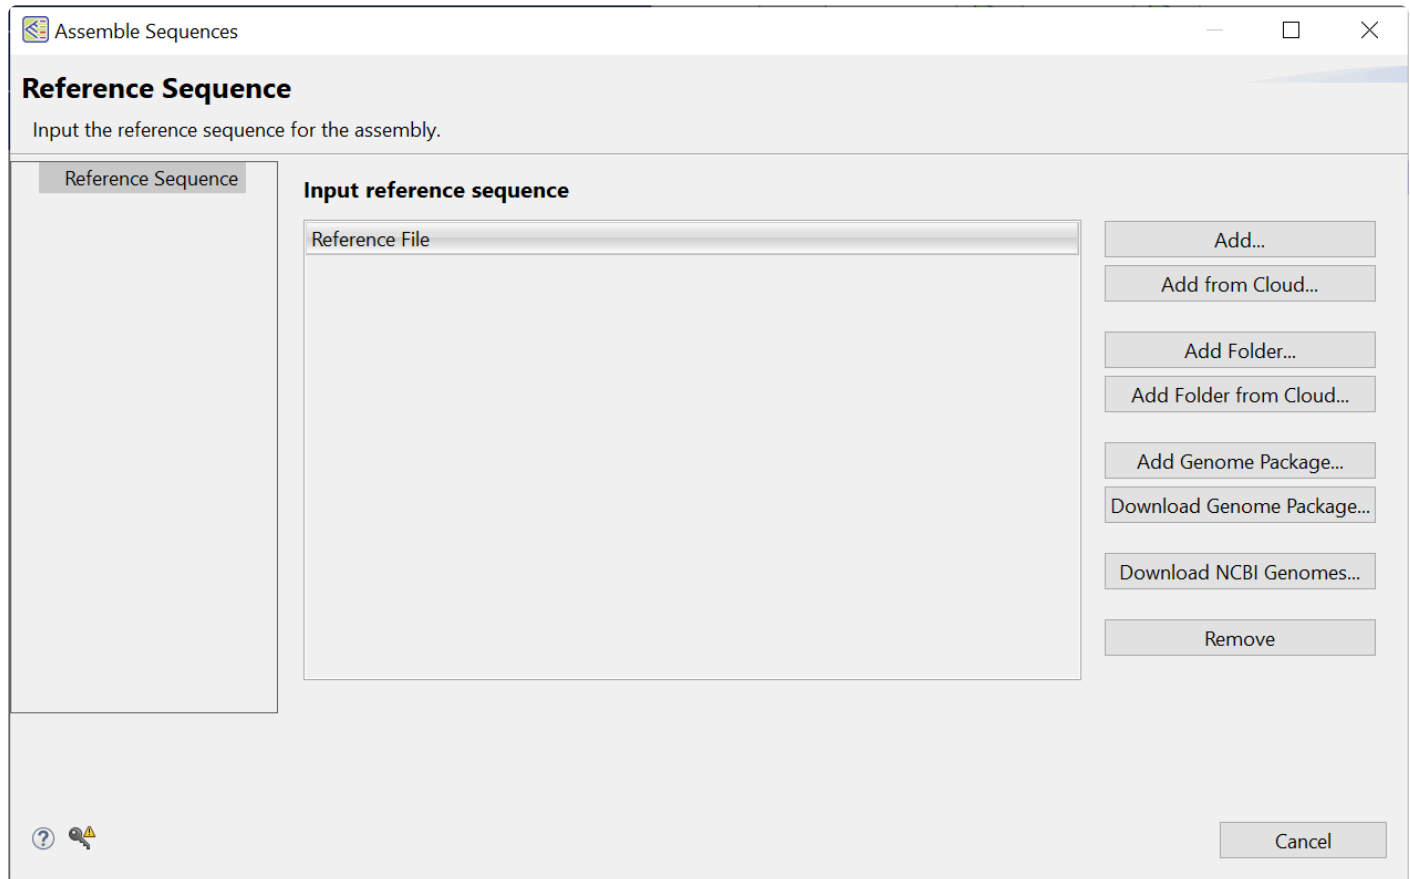 Assemble Sequences
Reference Sequence
Input the reference sequence for the assembly.
Reference Sequence
Input reference sequence
Reference File
Add...
Add from Cloud...
Add Folder...
Add Folder from Cloud...
Add Genome Package...
Download Genome Package...
Download NCBI Genomes...
Remove
?
Cancel